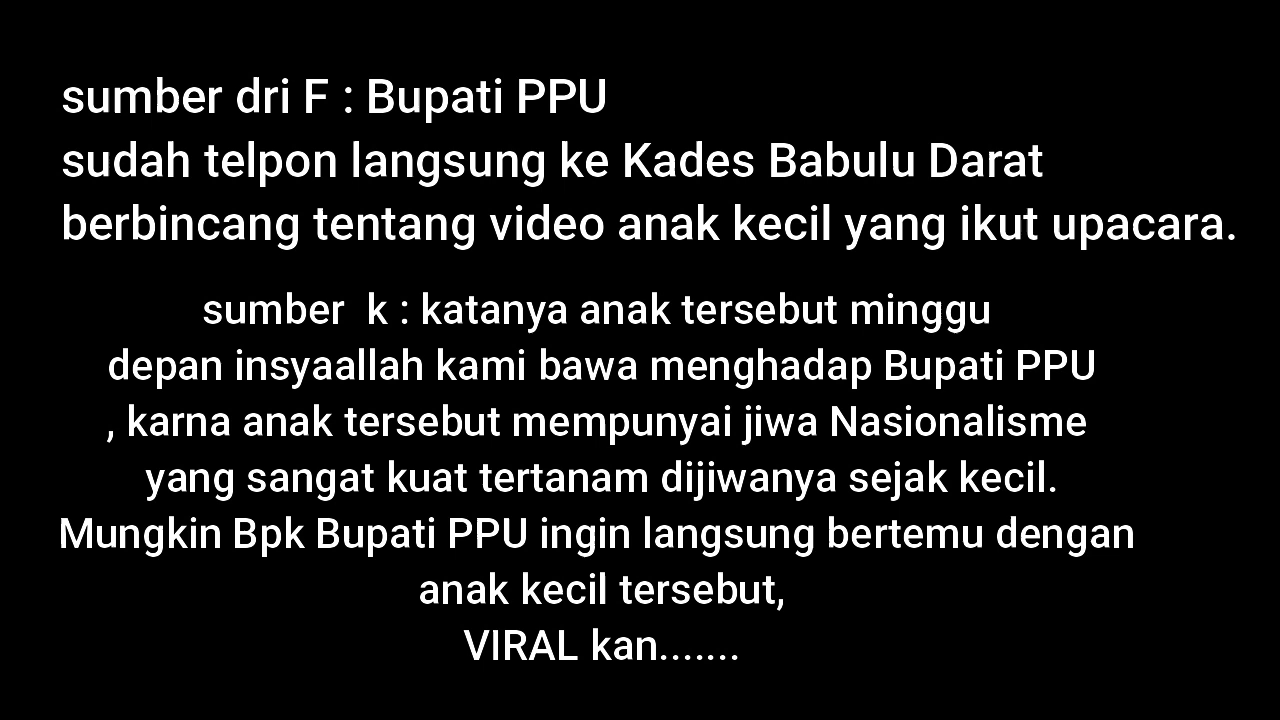 sumber dri F : Bupati PPU
sudah telpon langsung ke Kades Babulu Darat
berbincang tentang video anak kecil yang ikut upacara.
sumber  k : katanya anak tersebut minggu
depan insyaallah kami bawa menghadap Bupati PPU
, karna anak tersebut mempunyai jiwa Nasionalisme
yang sangat kuat tertanam dijiwanya sejak kecil.
Mungkin Bpk Bupati PPU ingin langsung bertemu dengan
anak kecil tersebut,
VIRAL kan.......